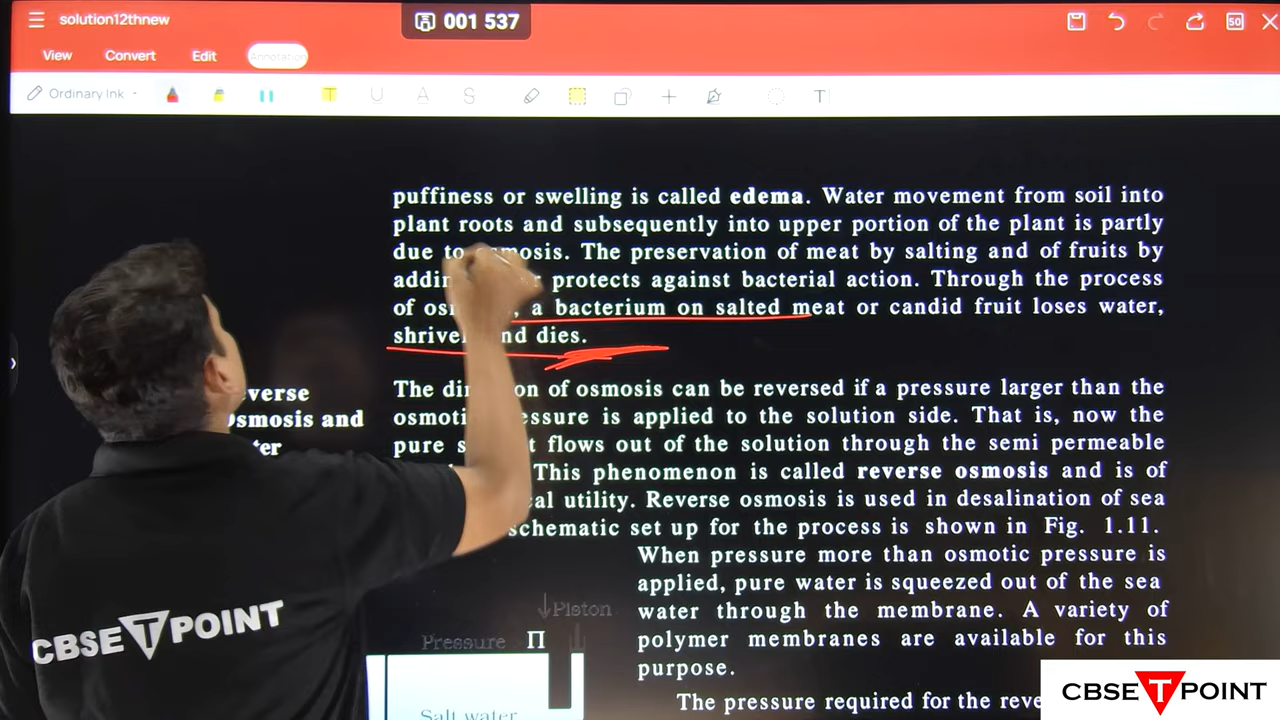 solution12thnew
001 537
50
View Convert Edit Annotation
Ordinary Ink T U A S T
puffiness or swelling is called edema. Water movement from soil into
plant roots and subsequently into upper portion of the plant is partly
due to osmosis. The preservation of meat by salting and of fruits by
addin r protects against bacterial action. Through the process
of os , a bacterium on salted meat or candid fruit loses water,
shrivel nd dies.
everse
Osmosis and
ter
The di on of osmosis can be reversed if a pressure larger than the
osmoti essure is applied to the solution side. That is, now the
pure s t flows out of the solution through the semi permeable
This phenomenon is called reverse osmosis and is of
cal utility. Reverse osmosis is used in desalination of sea
schematic set up for the process is shown in Fig. 1.11.
When pressure more than osmotic pressure is
applied, pure water is squeezed out of the sea
water through the membrane. A variety of
polymer membranes are available for this
purpose.
The pressure required for the reve
Piston
Pressure Π
Salt water
CBSE POINT
CBSE POINT